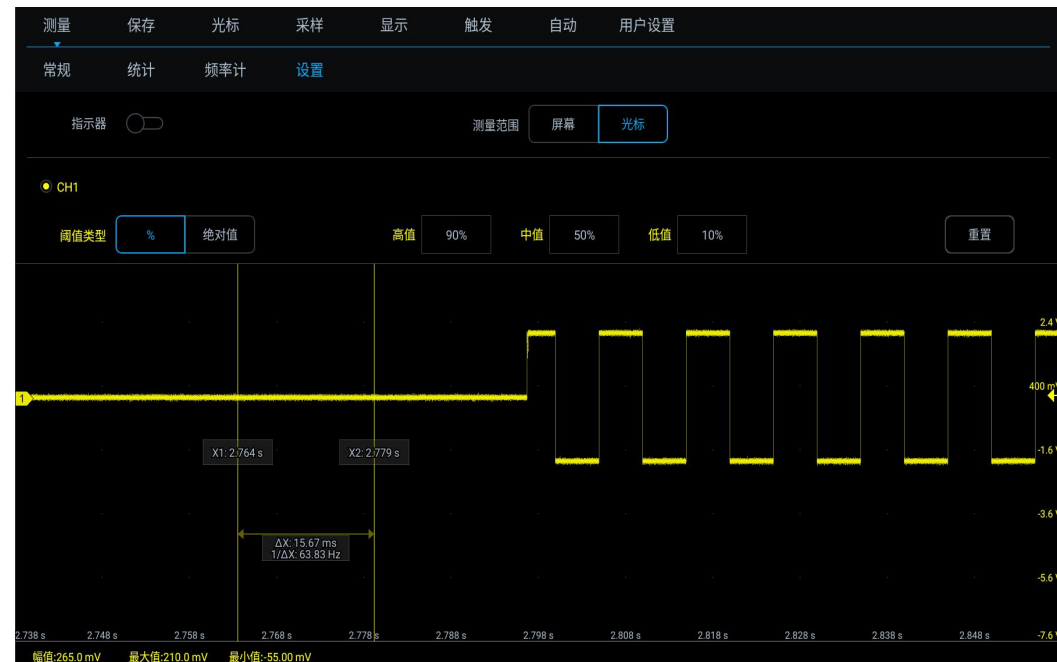 测量 保存 光标 采样 显示 触发 自动 用户设置
常规 统计 频率计 设置
指示器 测量范围 屏幕 光标
CH1
阈值类型 % 绝对值 高值 90% 中值 50% 低值 10% 重置
2.4 V
1 400 mV
X1: 2.764 s X2: 2.779 s -1.6 V
-3.6 V
ΔX: 15.67 ms
1/ΔX: 63.83 Hz
-5.6 V
2.738 s 2.748 s 2.758 s 2.768 s 2.778 s 2.788 s 2.798 s 2.808 s 2.818 s 2.828 s 2.838 s 2.848 s -7.6 V
幅值:265.0 mV 最大值:210.0 mV 最小值:-55.00 mV